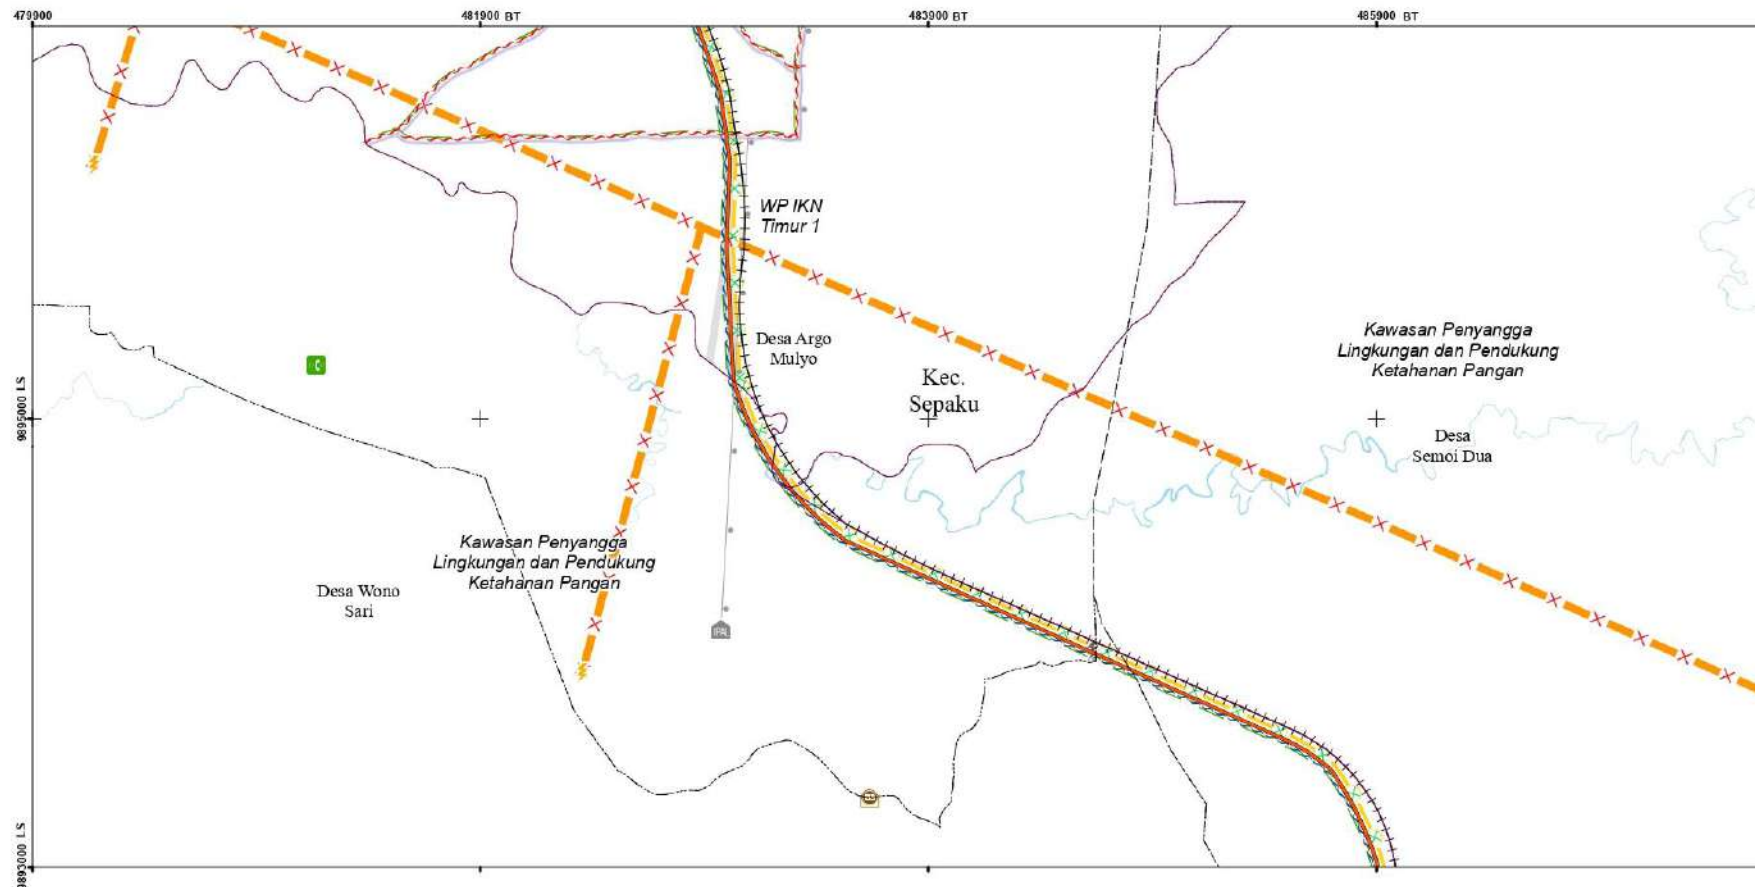 479900
481900 BT
483900 BT
485900 BT
WP IKN
Timur 1
Desa Argo
Mulyo
Kec.
Sepaku
Kawasan Penyangga
Lingkungan dan Pendukung
Ketahanan Pangan
Desa
Semoi Dua
9895000 LS
Kawasan Penyangga
Lingkungan dan Pendukung
Ketahanan Pangan
Desa Wono
Sari
IPAL
9893000 LS